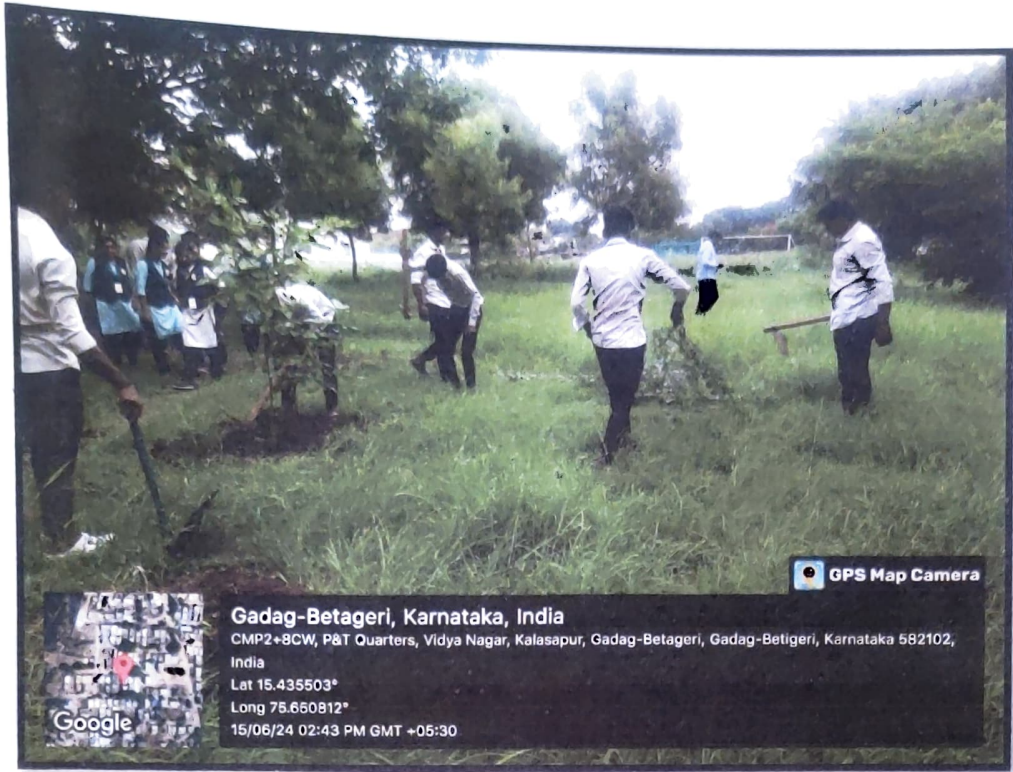 GPS Map Camera
Gadag-Betageri, Karnataka, India
CMP2+8CW, P&T Quarters, Vidya Nagar, Kalasapur, Gadag-Betageri, Gadag-Betigeri, Karnataka 582102,
India
Lat 15.435503°
Long 75.650812°
15/06/24 02:43 PM GMT +05:30
Google